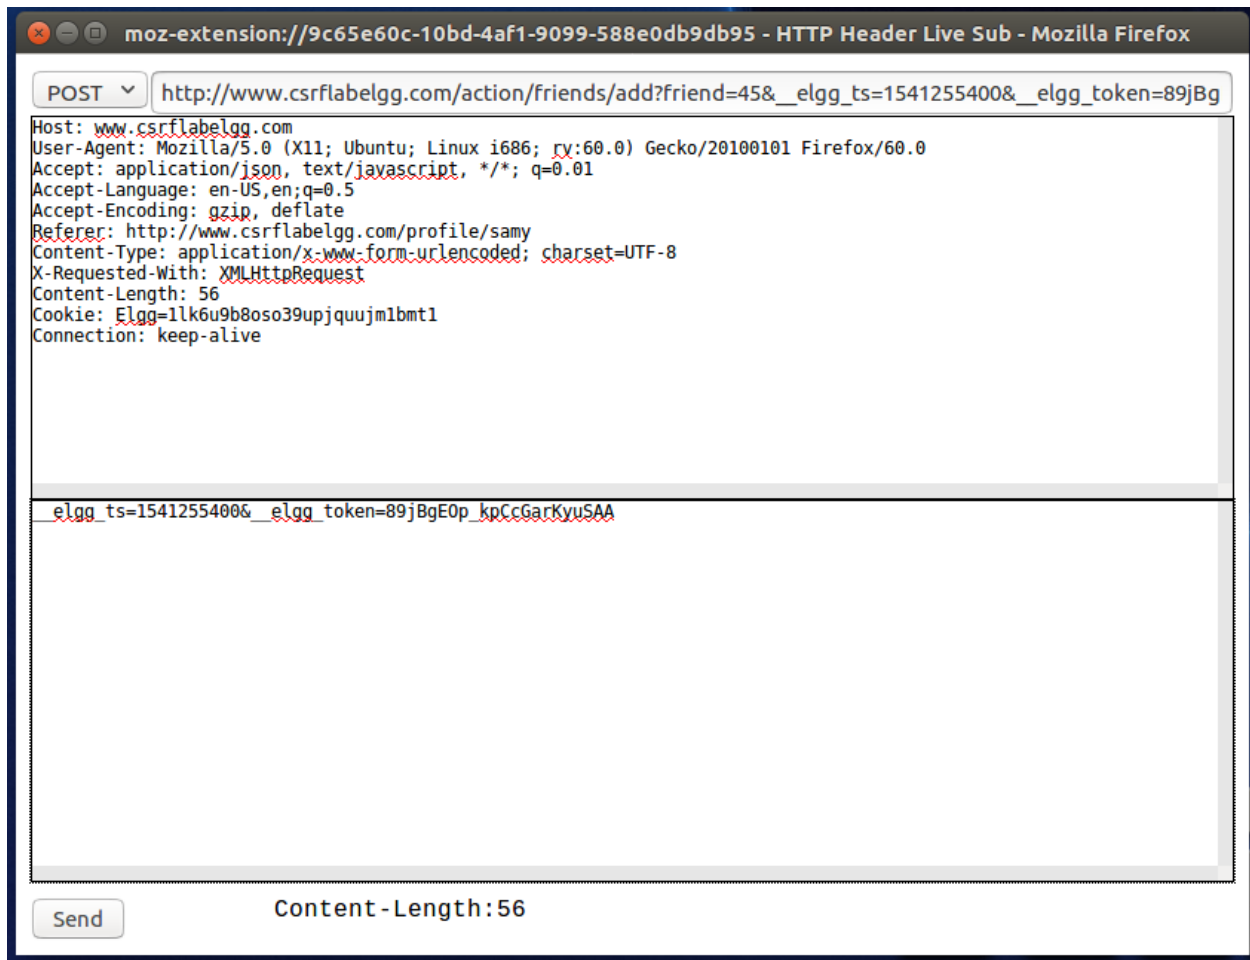 moz-extension://9c65e60c-10bd-4af1-9099-588e0db9db95 - HTTP Header Live Sub - Mozilla Firefox
POST http://www.csrflabelgg.com/action/friends/add?friend=45&__elgg_ts=1541255400&__elgg_token=89jBg
Host: www.csrflabelgg.com
User-Agent: Mozilla/5.0 (X11; Ubuntu; Linux i686; rv:60.0) Gecko/20100101 Firefox/60.0
Accept: application/json, text/javascript, */*; q=0.01
Accept-Language: en-US,en;q=0.5
Accept-Encoding: gzip, deflate
Referer: http://www.csrflabelgg.com/profile/samy
Content-Type: application/x-www-form-urlencoded; charset=UTF-8
X-Requested-With: XMLHttpRequest
Content-Length: 56
Cookie: Elgg=1lk6u9b8oso39upjquujm1bmt1
Connection: keep-alive
__elgg_ts=1541255400&__elgg_token=89jBgEOp_kpCcGarKyuSAA
Send Content-Length:56